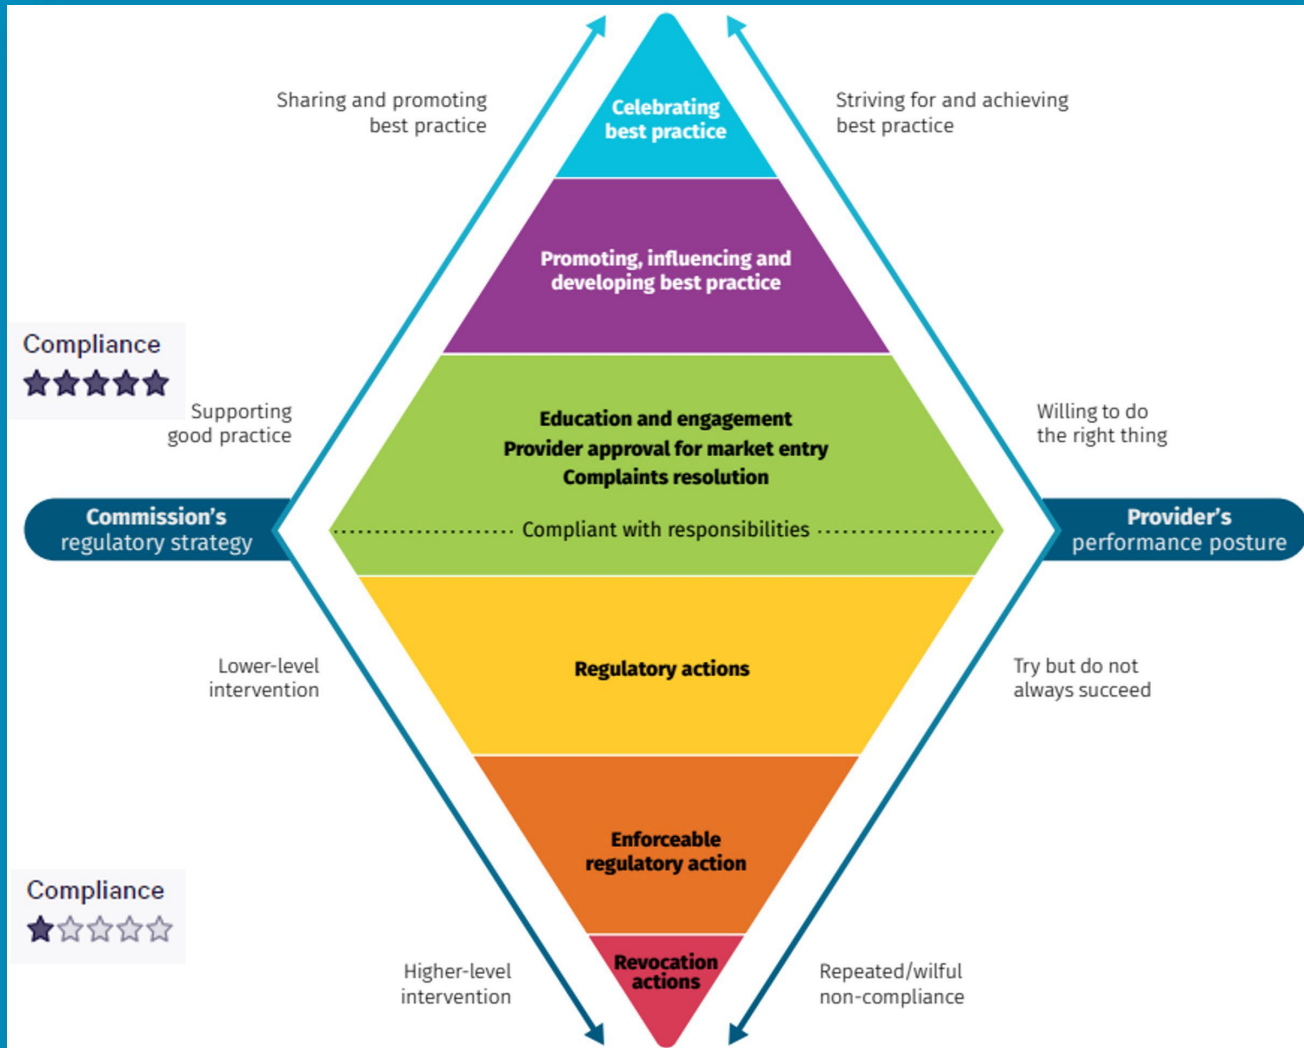 Sharing and promoting
best practice
Celebrating
best practice
Striving for and achieving
best practice
Promoting, influencing and
developing best practice
Compliance
Supporting
good practice
Education and engagement
Provider approval for market entry
Complaints resolution
Willing to do
the right thing
Commission's
regulatory strategy
Compliant with responsibilities
Provider's
performance posture
Lower-level
intervention
Regulatory actions
Try but do not
always succeed
Enforceable
regulatory action
Compliance
Higher-level
intervention
Revocation
actions
Repeated/wilful
non-compliance